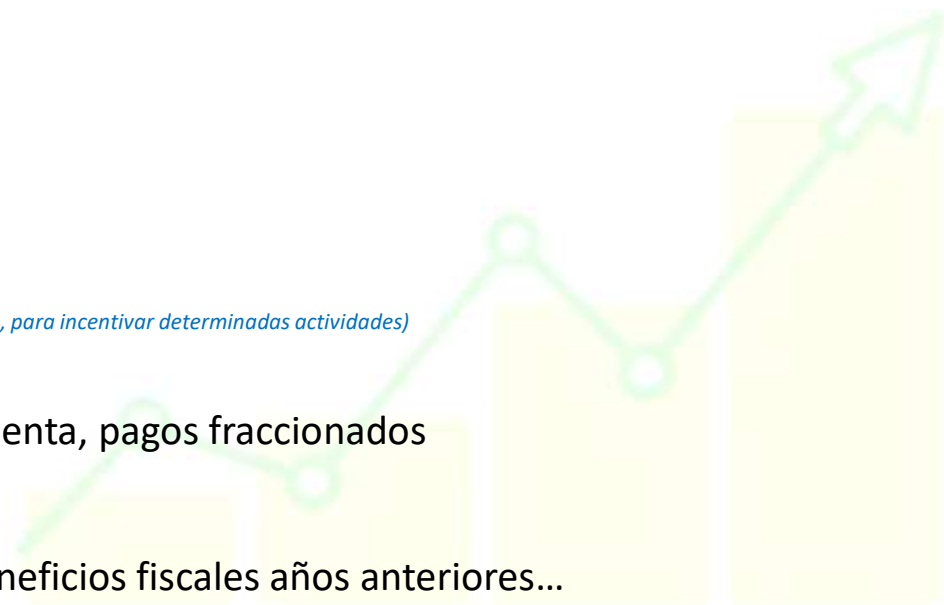 , para incentivar determinadas actividades)
enta, pagos fraccionados
neficios fiscales años anteriores…